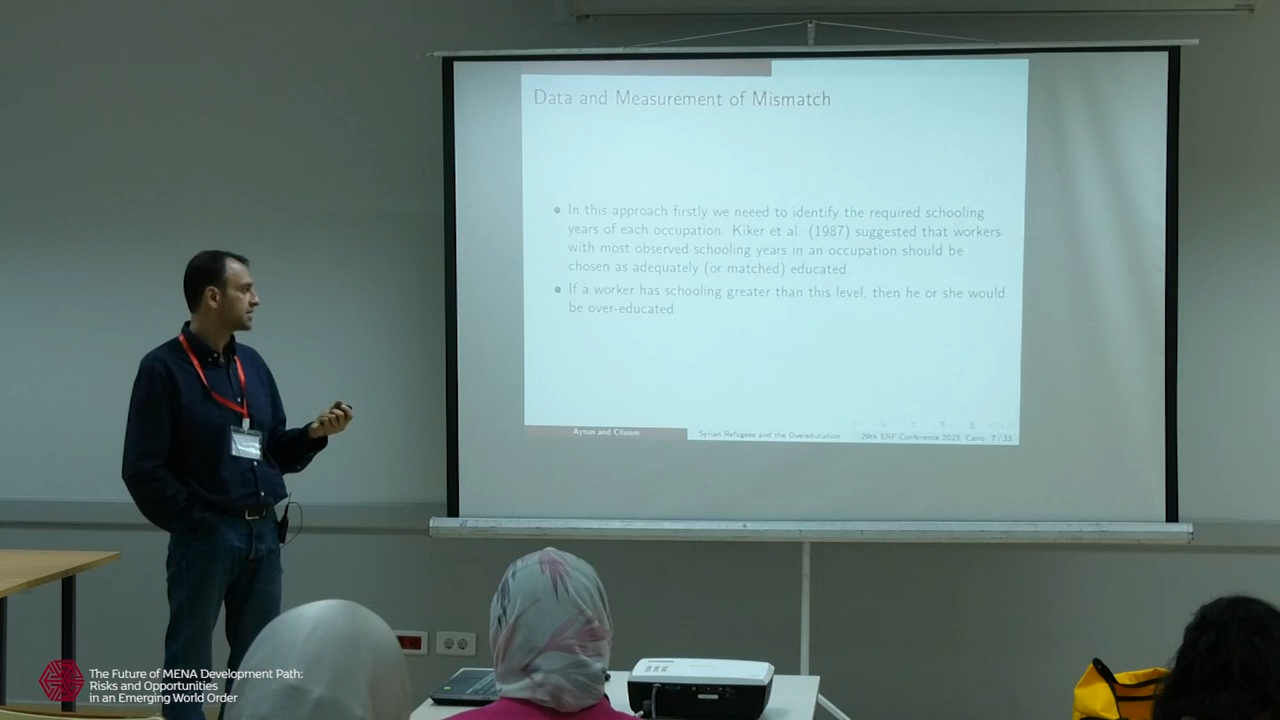 Data and Measurement of Mismatch
In this approach firstly we need to identify the required schooling
years of each occupation. Kiker et al. (1987) suggested that workers
with most observed schooling years in an occupation should be
chosen as adequately (or matched) educated.
If a worker has schooling greater than this level, then he or she would
be over-educated
Aytun and Cilasun
Syrian Refugees and the Overeducation
29th ERF Conference 2023, Cairo 7 / 33
The Future of MENA Development Path:
Risks and Opportunities
in an Emerging World Order